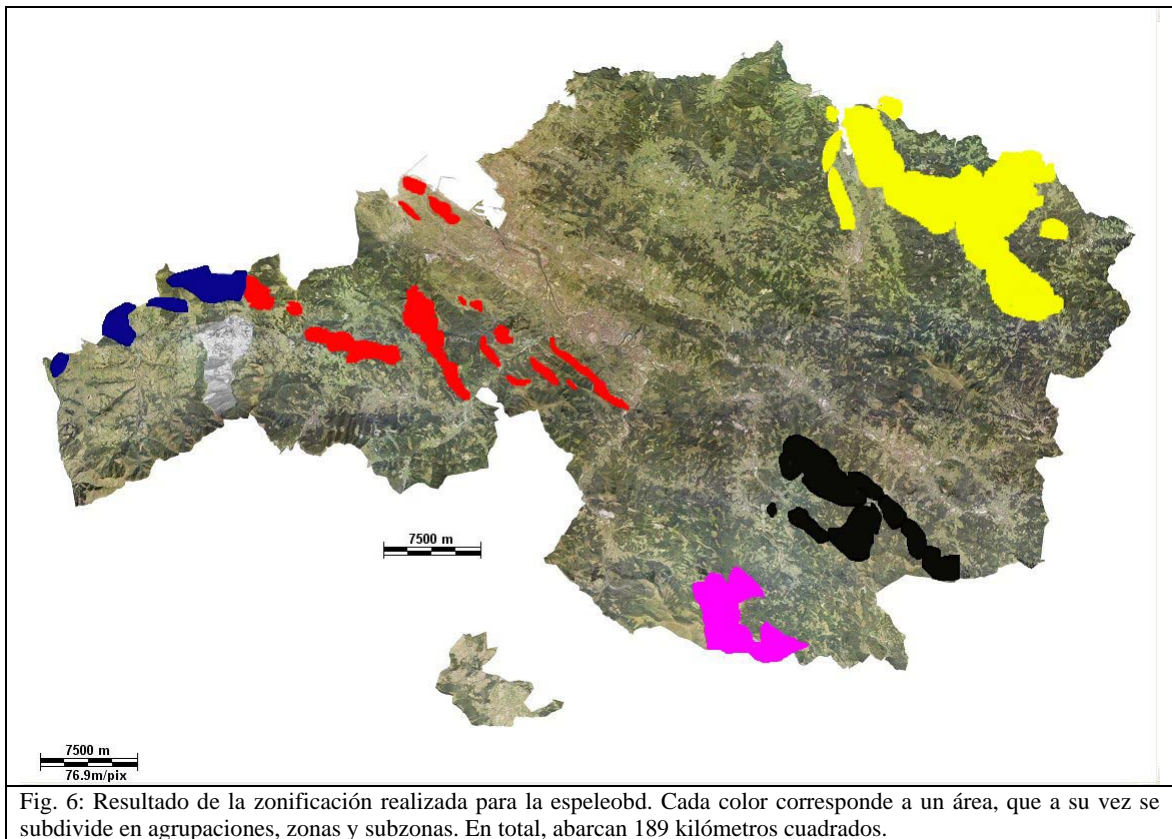 7500 m
7500 m
76.9m/pix
Fig. 6: Resultado de la zonificación realizada para la espeleobd. Cada color corresponde a un área, que a su vez se
subdivide en agrupaciones, zonas y subzonas. En total, abarcan 189 kilómetros cuadrados.